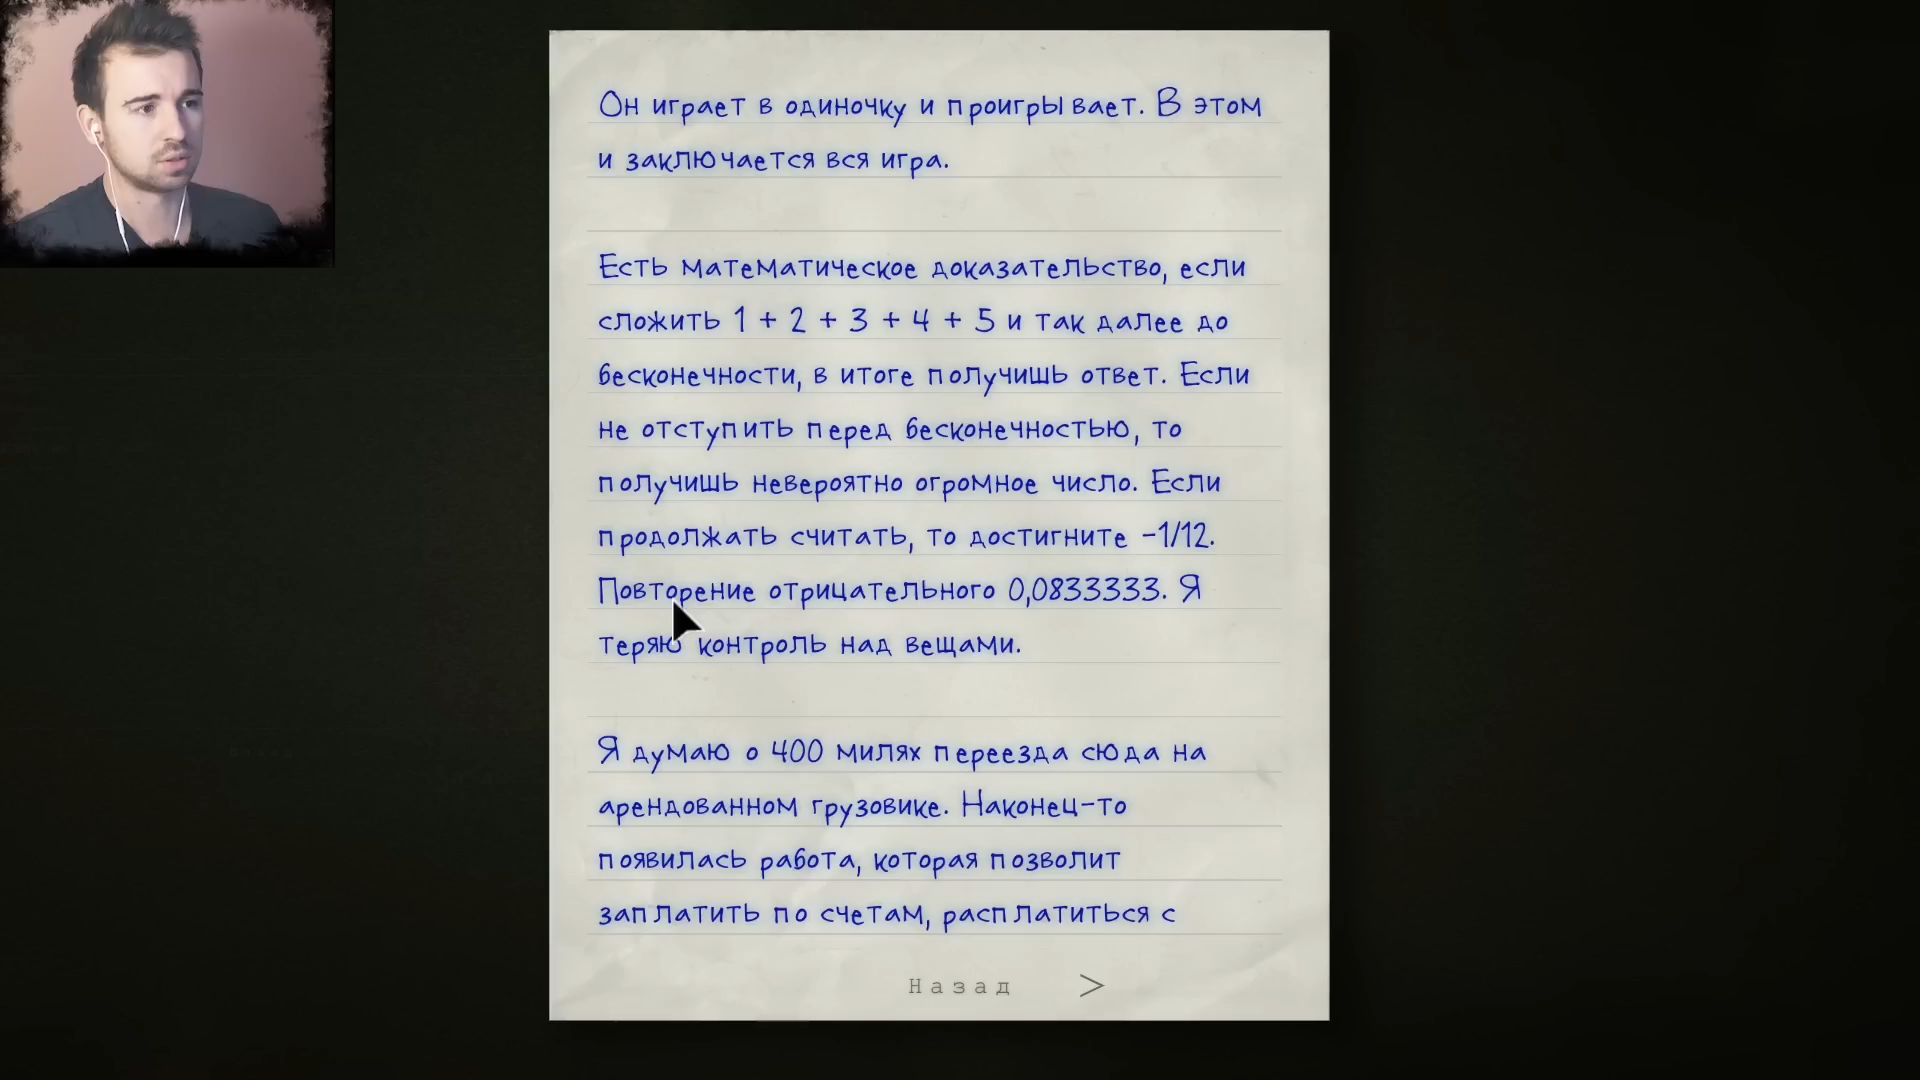 Он играет в одиночку и проигрывает. В этом
и заключается вся игра.
Есть математическое доказательство, если
сложить 1 + 2 + 3 + 4 + 5 и так далее до
бесконечности, в итоге получишь ответ. Если
не отступить перед бесконечностью, то
получишь невероятно огромное число. Если
продолжать считать, то достигните -1/12.
Повторение отрицательного 0,0833333. Я
теряю контроль над вещами.
Я думаю о 400 милях переезда сюда на
арендованном грузовике. Наконец-то
появилась работа, которая позволит
заплатить по счетам, расплатиться с
Назад >